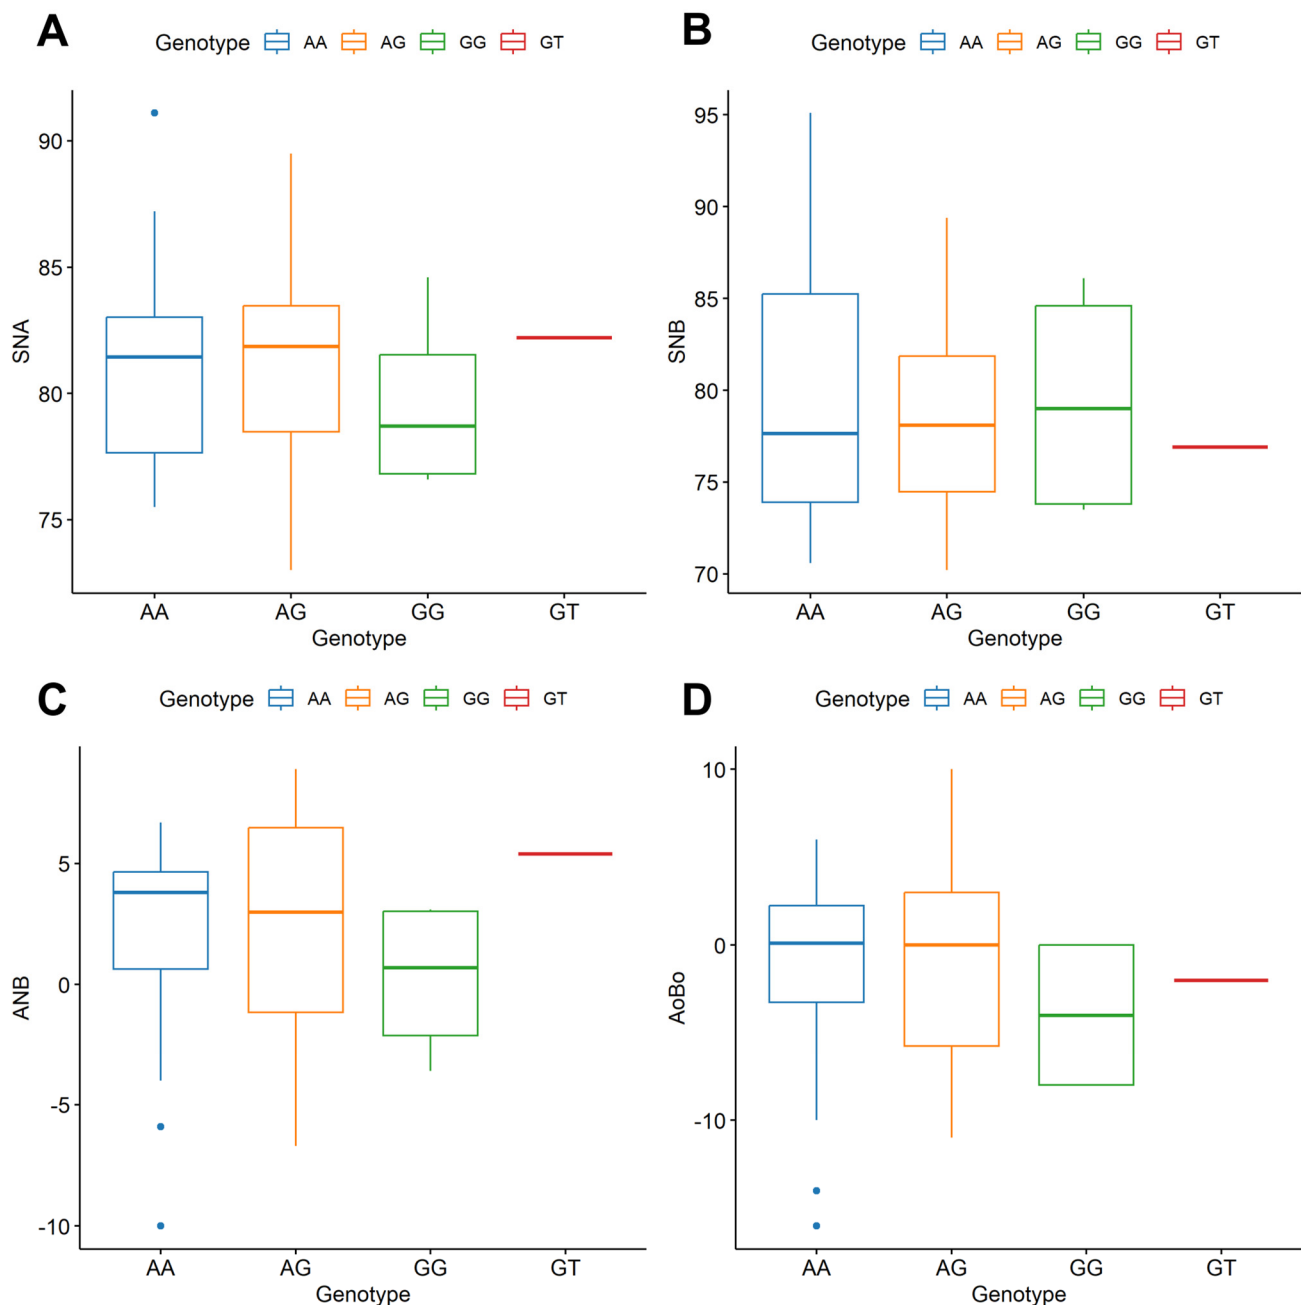 A
Genotype AA AG GG GT
90
85
80
75
SNA
AA AG GG GT
Genotype
B
Genotype AA AG GG GT
95
90
85
80
75
70
SNB
AA AG GG GT
Genotype
C
Genotype AA AG GG GT
5
0
-5
-10
ANB
AA AG GG GT
Genotype
D
Genotype AA AG GG GT
10
0
-10
AoBo
AA AG GG GT
Genotype